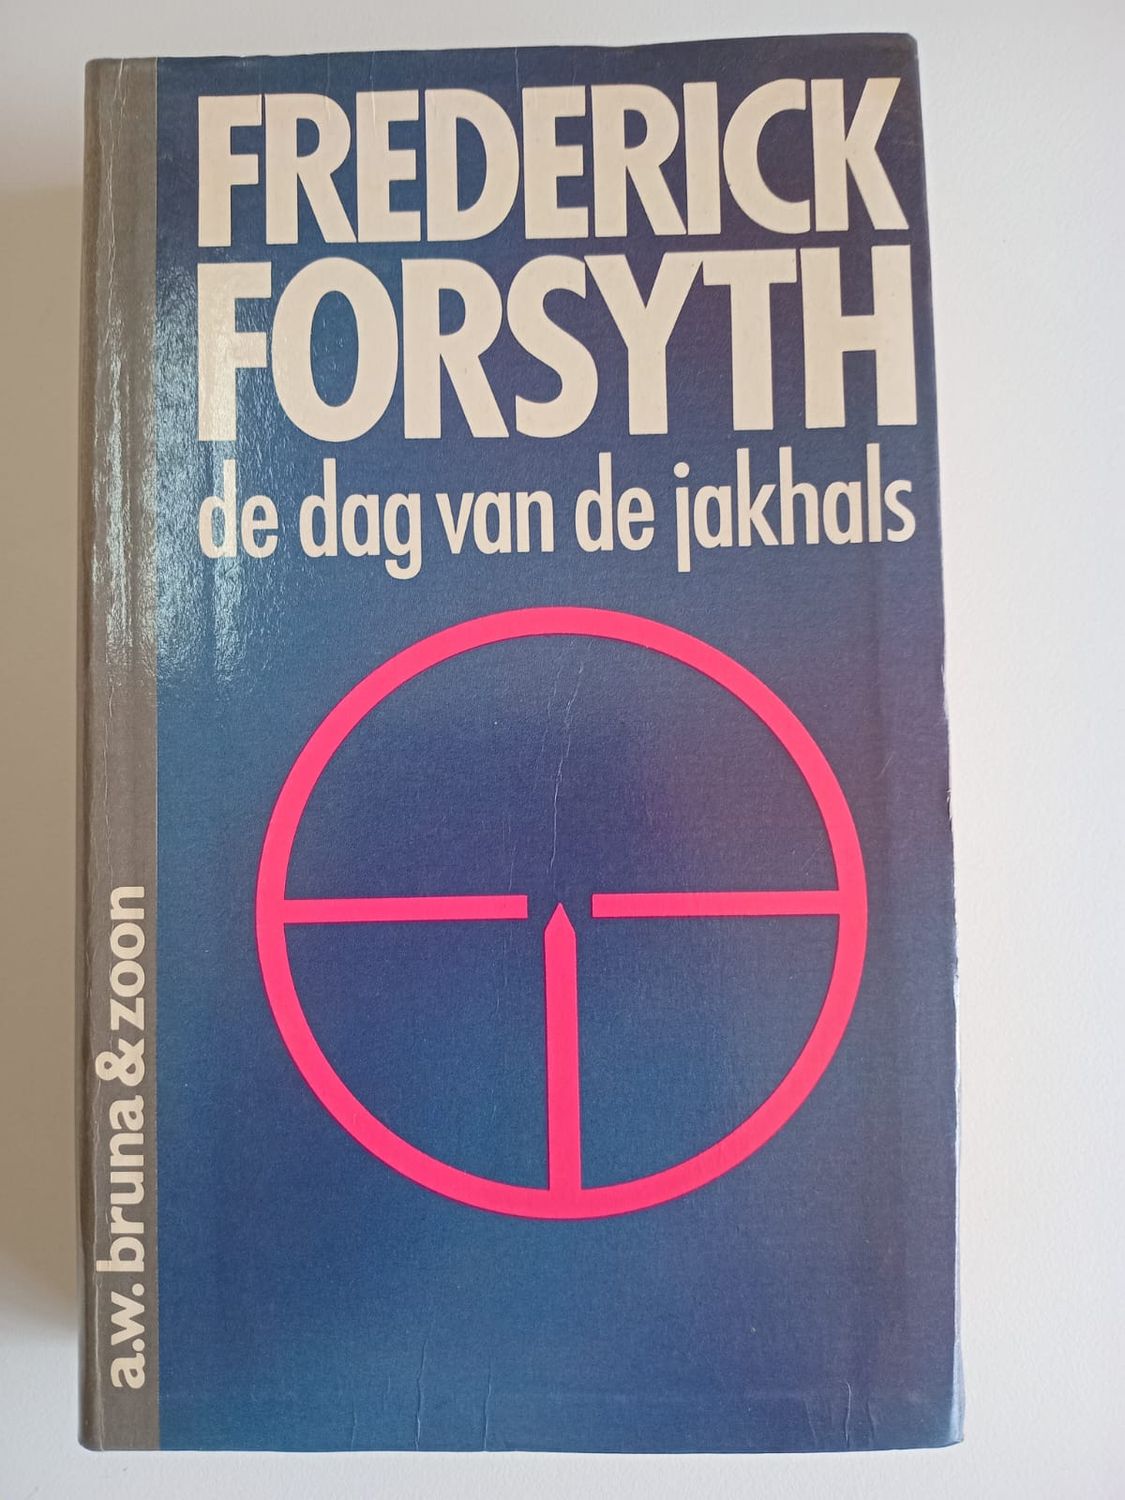 FREDERICK
FORSYTH
de dag van de jakhals
a.w. bruna & zoon